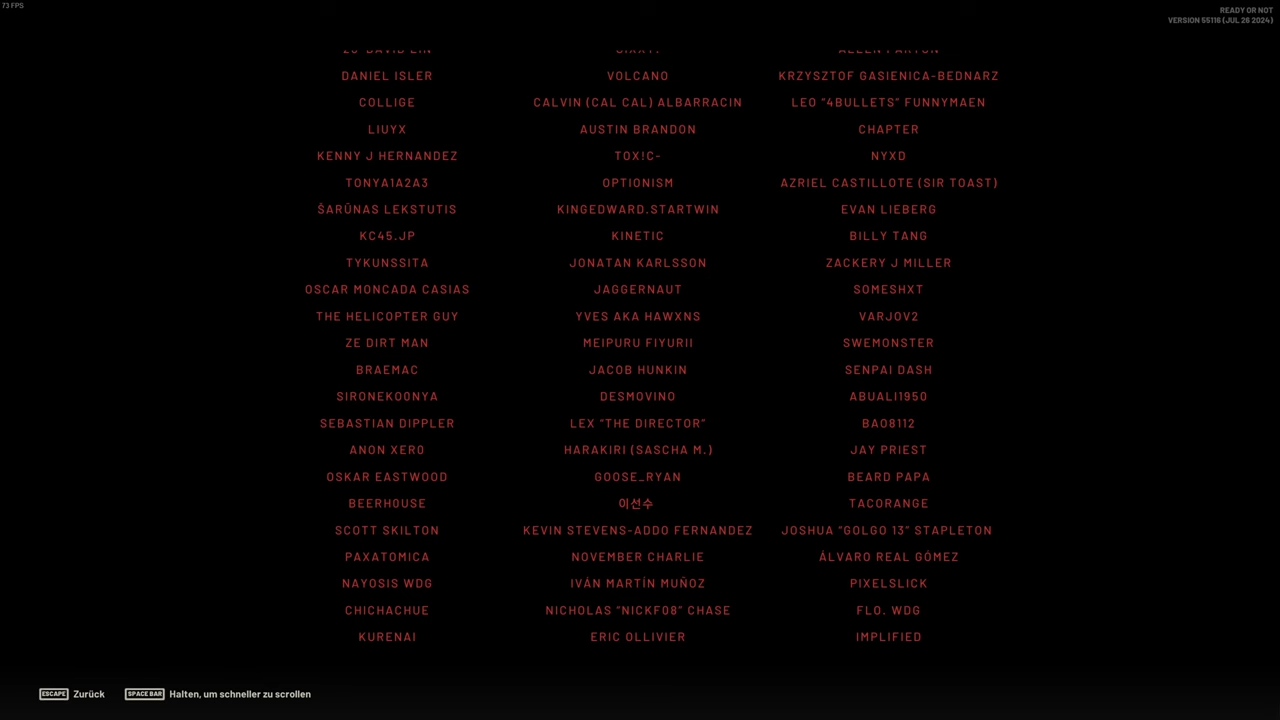 73 FPS
READY OR NOT
VERSION 55116 (JUL 26 2024)
DANIEL ISLER VOLCANO KRZYSZTOF GASIENICA-BEDNARZ
COLLIGE CALVIN (CAL CAL) ALBARRACIN LEO "4BULLETS" FUNNYMAEN
LIUYX AUSTIN BRANDON CHAPTER
KENNY J HERNANDEZ TOX!C- NYXD
TONYA1A2A3 OPTIONISM AZRIEL CASTILLOTE (SIR TOAST)
ŠARŪNAS LEKSTUTIS KINGEDWARD.STARTWIN EVAN LIEBERG
KC45.JP KINETIC BILLY TANG
TYKUNSSITA JONATAN KARLSSON ZACKERY J MILLER
OSCAR MONCADA CASIAS JAGGERNAUT SOMESHXT
THE HELICOPTER GUY YVES AKA HAWXNS VARJOV2
ZE DIRT MAN MEIPURU FIYURII SWEMONSTER
BRAEMAC JACOB HUNKIN SENPAI DASH
SIRONEKOONYA DESMOVINO ABUALI1950
SEBASTIAN DIPPLER LEX "THE DIRECTOR" BAO8112
ANON XERO HARAKIRI (SASCHA M.) JAY PRIEST
OSKAR EASTWOOD GOOSE_RYAN BEARD PAPA
BEERHOUSE 이선수 TACORANGE
SCOTT SKILTON KEVIN STEVENS-ADDO FERNANDEZ JOSHUA "GOLGO 13" STAPLETON
PAXATOMICA NOVEMBER CHARLIE ÁLVARO REAL GÓMEZ
NAYOSIS WDG IVÁN MARTÍN MUÑOZ PIXELSLICK
CHICHACHUE NICHOLAS "NICKF08" CHASE FLO. WDG
KURENAI ERIC OLLIVIER IMPLIFIED
ESCAPE Zurück SPACE BAR Halten, um schneller zu scrollen